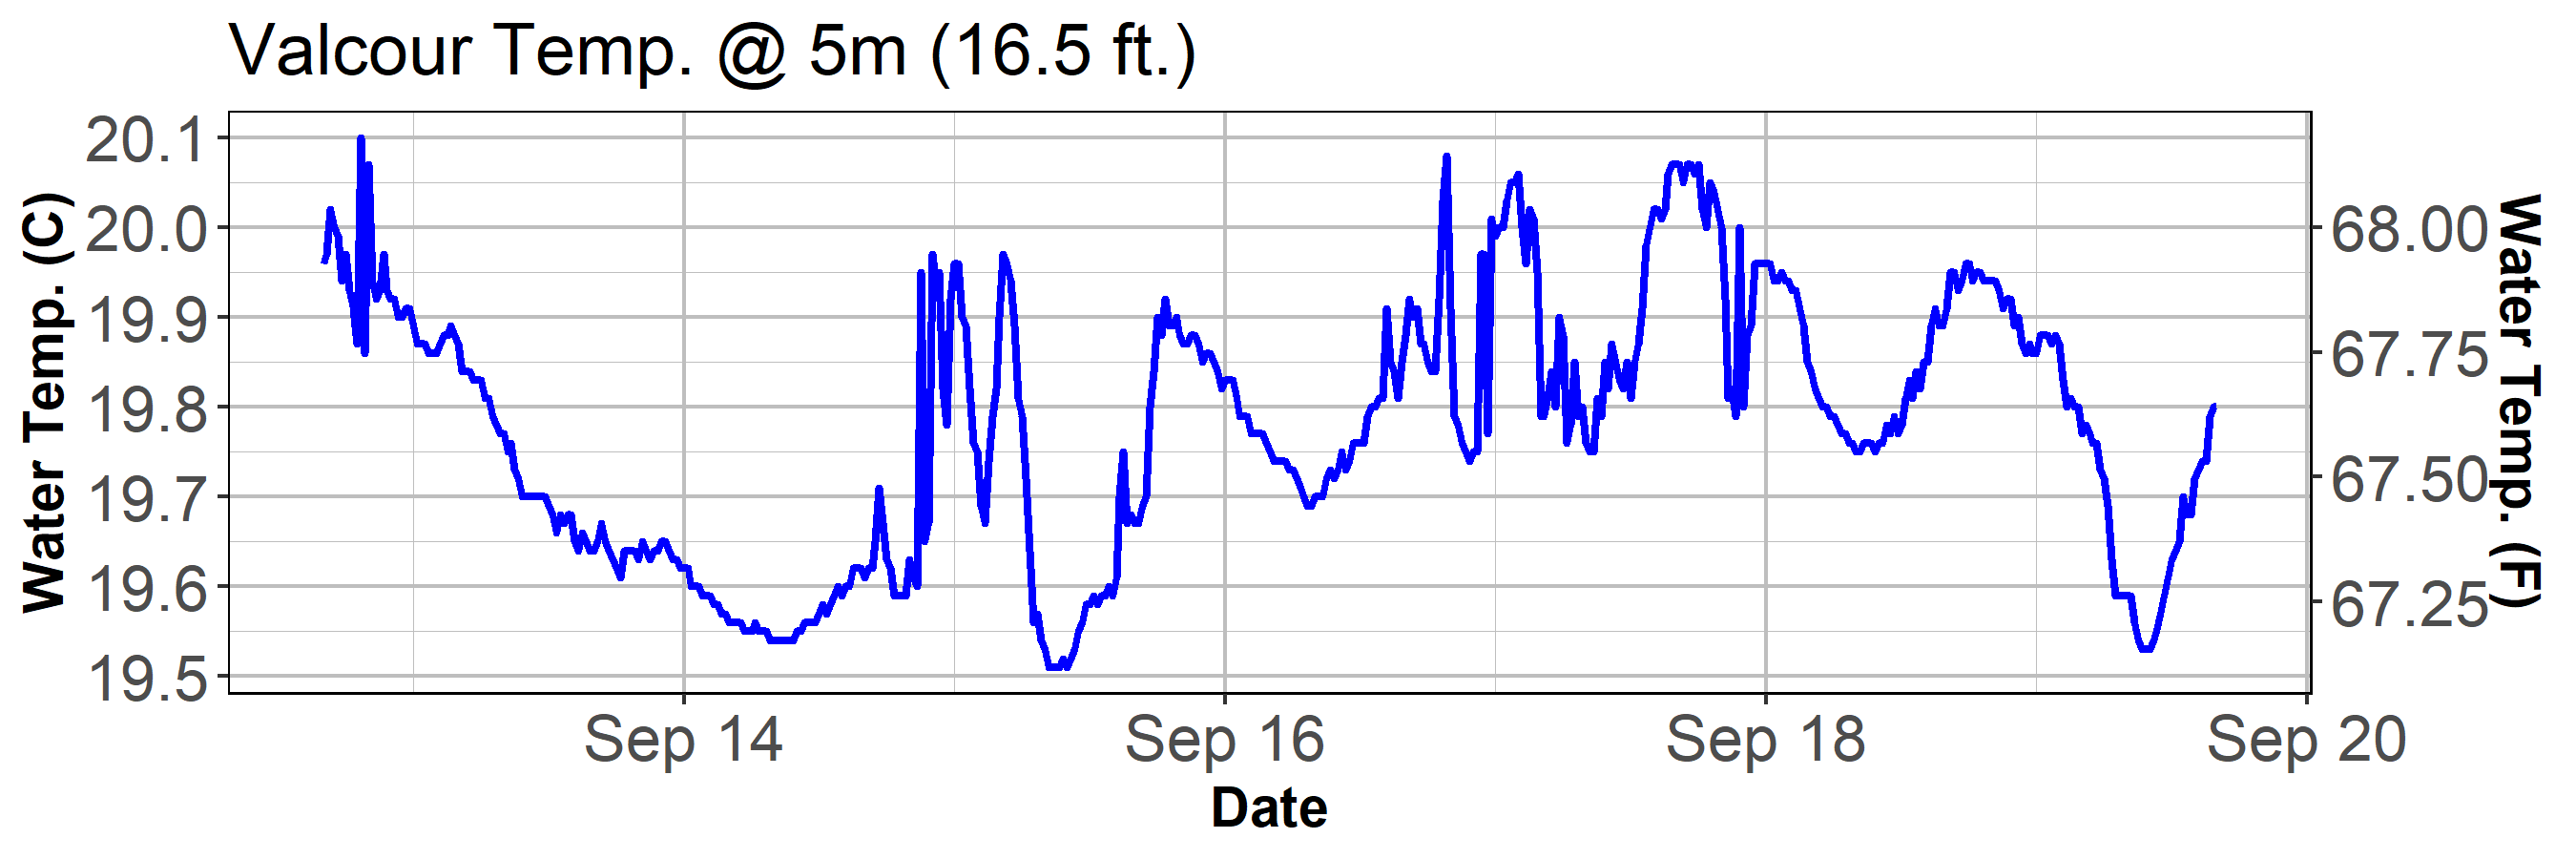 Valcour Temp. @ 5m (16.5 ft.)
Water Temp. (C)
20.1
20.0
19.9
19.8
19.7
19.6
19.5
68.00
67.75
67.50
67.25
Water Temp. (F)
Sep 14 Sep 16 Sep 18 Sep 20
Date